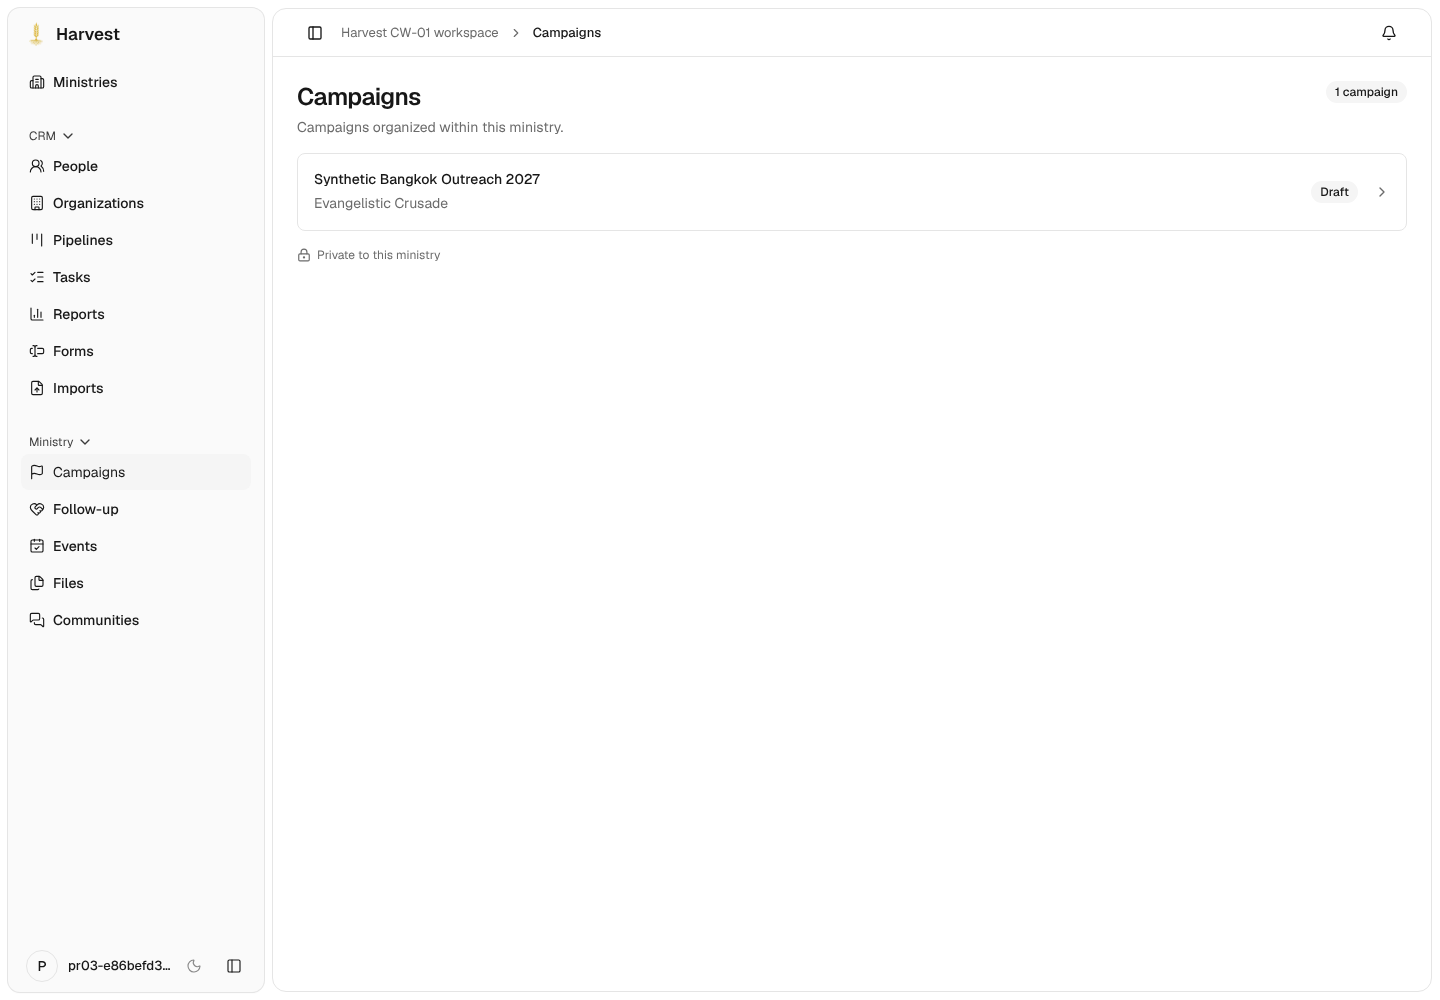 Harvest
Ministries
CRM
People
Organizations
Pipelines
Tasks
Reports
Forms
Imports
Ministry
Campaigns
Follow-up
Events
Files
Communities
P
pr03-e86befd3…
Harvest CW-01 workspace > Campaigns
Campaigns
1 campaign
Campaigns organized within this ministry.
Synthetic Bangkok Outreach 2027
Evangelistic Crusade
Draft
Private to this ministry